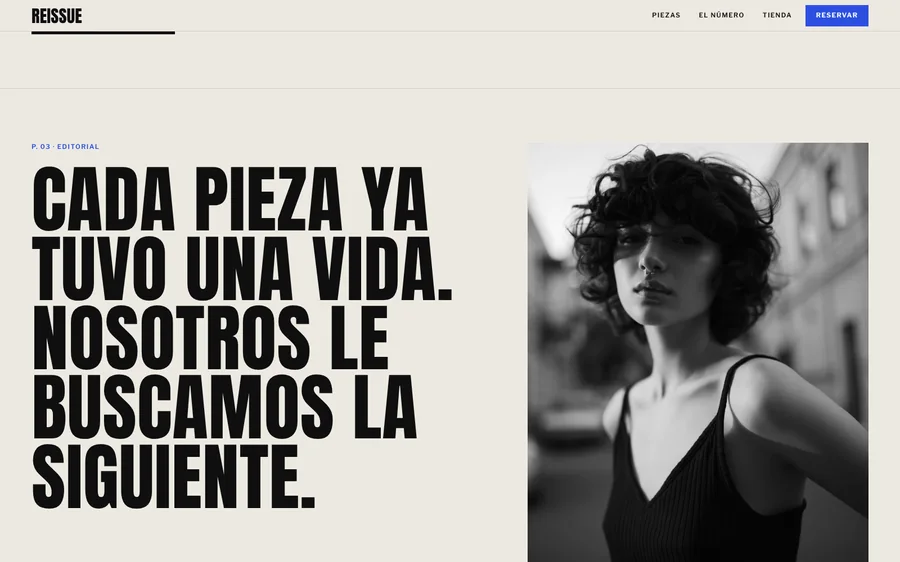 REISSUE
PIEZAS
EL NÚMERO
TIENDA
RESERVAR
P. 03 · EDITORIAL
CADA PIEZA YA
TUVO UNA VIDA.
NOSOTROS LE
BUSCAMOS LA
SIGUIENTE.